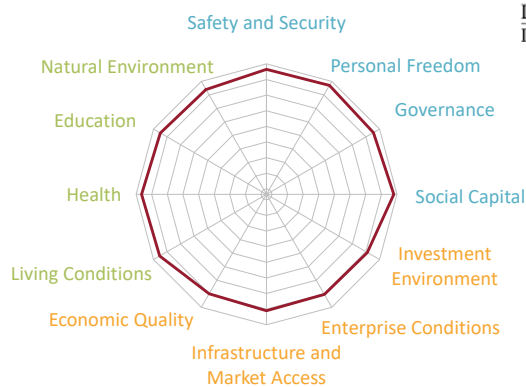 Safety and Security
Natural Environment
Personal Freedom
Education
Governance
Health
Social Capital
Investment
Environment
Living Conditions
Economic Quality
Enterprise Conditions
Infrastructure and
Market Access